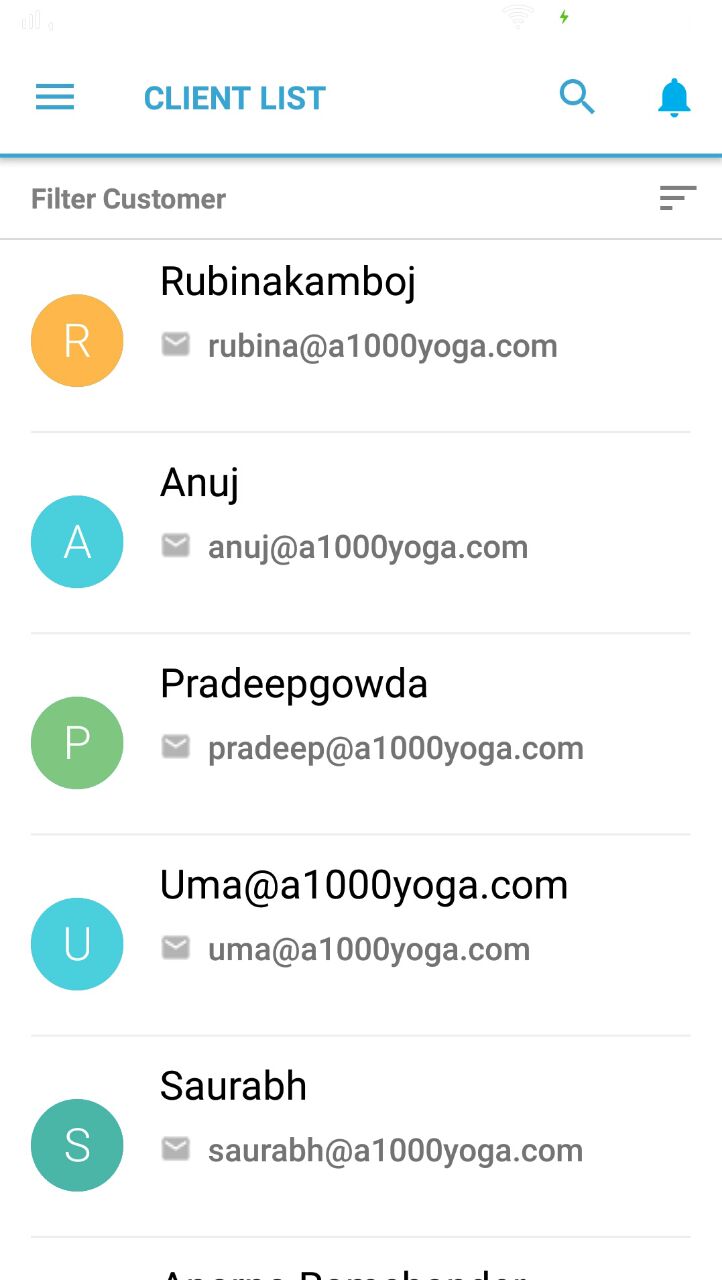 CLIENT LIST
Filter Customer
Rubinakamboj
R
rubina@a1000yoga.com
Anuj
A
anuj@a1000yoga.com
Pradeepgowda
P
pradeep@a1000yoga.com
Uma@a1000yoga.com
U
uma@a1000yoga.com
Saurabh
S
saurabh@a1000yoga.com